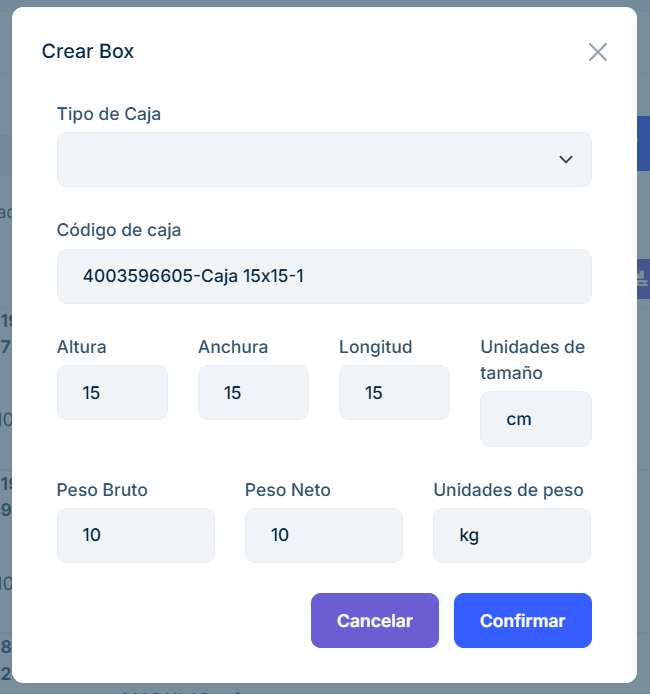 Crear Box
Tipo de Caja
Código de caja
4003596605-Caja 15x15-1
Altura
Anchura
Longitud
Unidades de
tamaño
15
15
15
cm
Peso Bruto
Peso Neto
Unidades de peso
10
10
kg
Cancelar
Confirmar